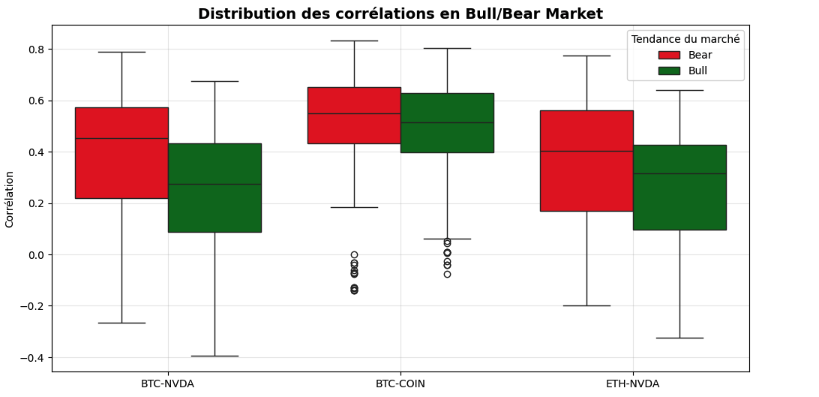 Distribution des corrélations en Bull/Bear Market
Tendance du marché
Bear
Bull
Corrélation
0.8
0.6
0.4
0.2
0.0
−0.2
−0.4
BTC-NVDA
BTC-COIN
ETH-NVDA